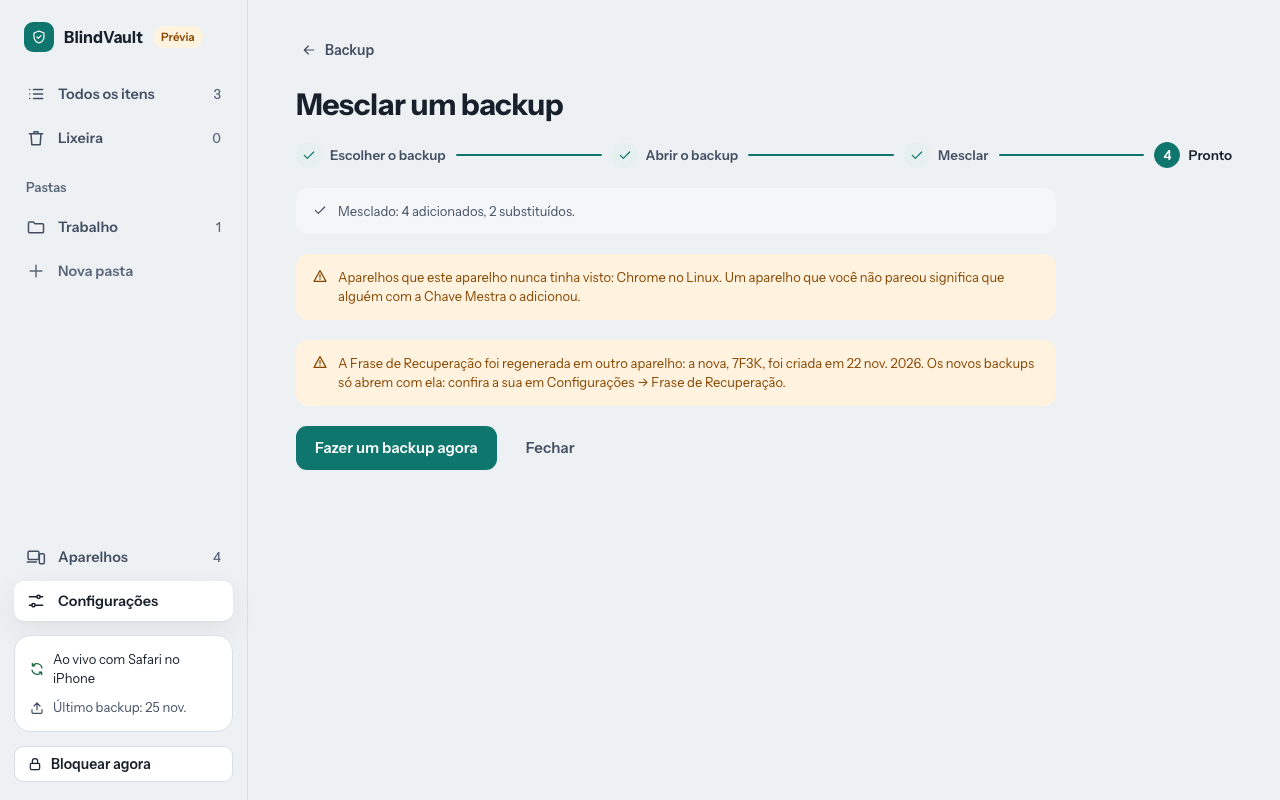 BlindVault
Prévia
Todos os itens
3
Lixeira
0
Pastas
Trabalho
1
Nova pasta
Aparelhos
4
Configurações
Ao vivo com Safari no
iPhone
Último backup: 25 nov.
Bloquear agora
Backup
Mesclar um backup
Escolher o backup
Abrir o backup
Mesclar
4
Pronto
Mesclado: 4 adicionados, 2 substituídos.
Aparelhos que este aparelho nunca tinha visto: Chrome no Linux. Um aparelho que você não pareou significa que
alguém com a Chave Mestra o adicionou.
A Frase de Recuperação foi regenerada em outro aparelho: a nova, 7F3K, foi criada em 22 nov. 2026. Os novos backups
só abrem com ela: confira a sua em Configurações → Frase de Recuperação.
Fazer um backup agora
Fechar